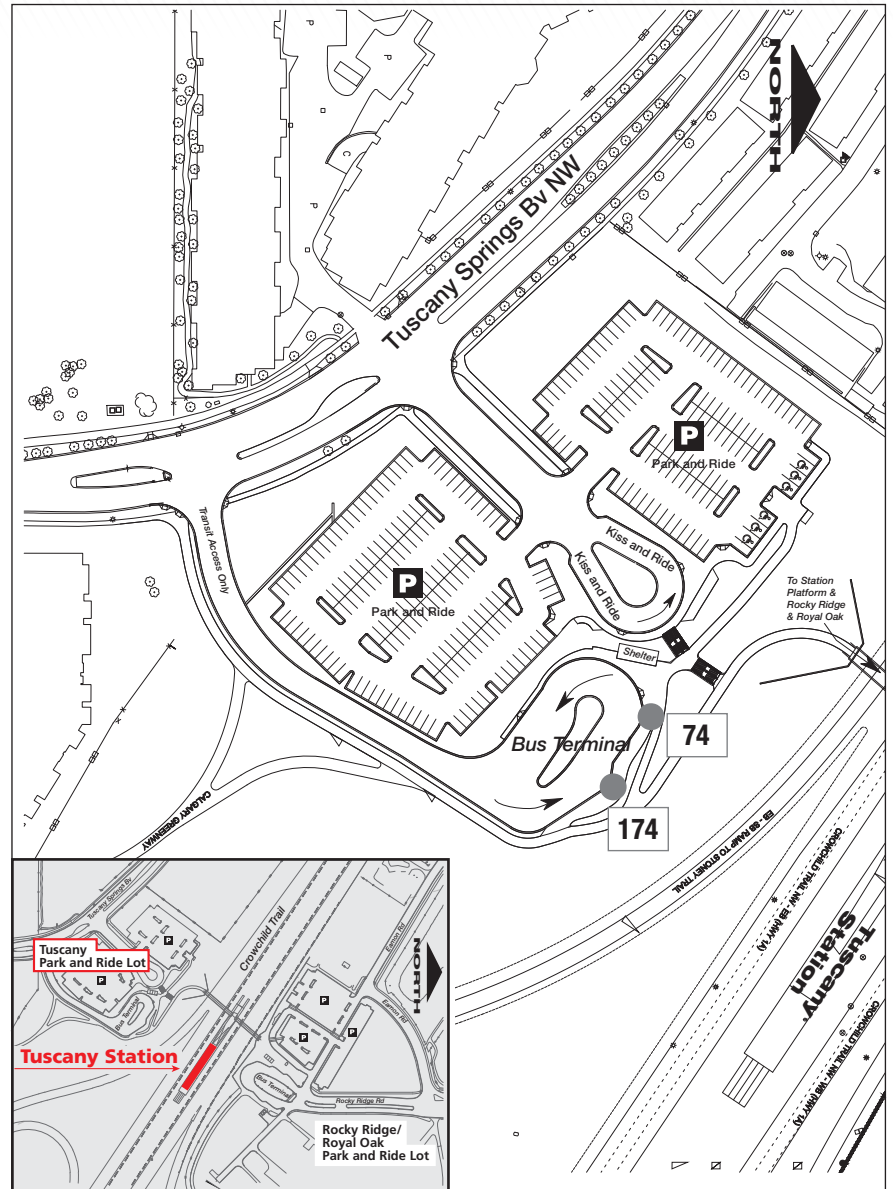 NORTH
Tuscany Springs Bv NW
P
P
P
C
P
Park and Ride
P
Park and Ride
Transit Access Only
Kiss and Ride
Kiss and Ride
To Station
Platform &
Rocky Ridge
& Royal Oak
Shelter
Bus Terminal
74
174
CALGARY GREENWAY
EB - SB RAMP TO STONEY TRAIL
CROWCHILD TRAIL NW - EB (HWY 1A)
Tuscany
Station
CROWCHILD TRAIL NW - WB (HWY 1A)
Tuscany Springs Bv
Crowchild Trail
Eamon Rd
NORTH
Tuscany
Park and Ride Lot
P
P
Bus Terminal
P
P
P
Eamon Rd
Tuscany Station
Bus Terminal
Rocky Ridge Rd
Rocky Ridge/
Royal Oak
Park and Ride Lot